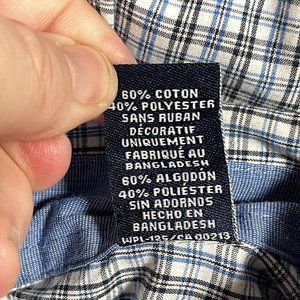 60% COTON
40% POLYESTER
SANS RUBAN
DÉCORATIF
UNIQUEMENT
FABRIQUÉ AU
BANGLADESH
60% ALGODÓN
40% POLIÉSTER
SIN ADORNOS
HECHO EN
BANGLADESH
WPL-125/CA 00213